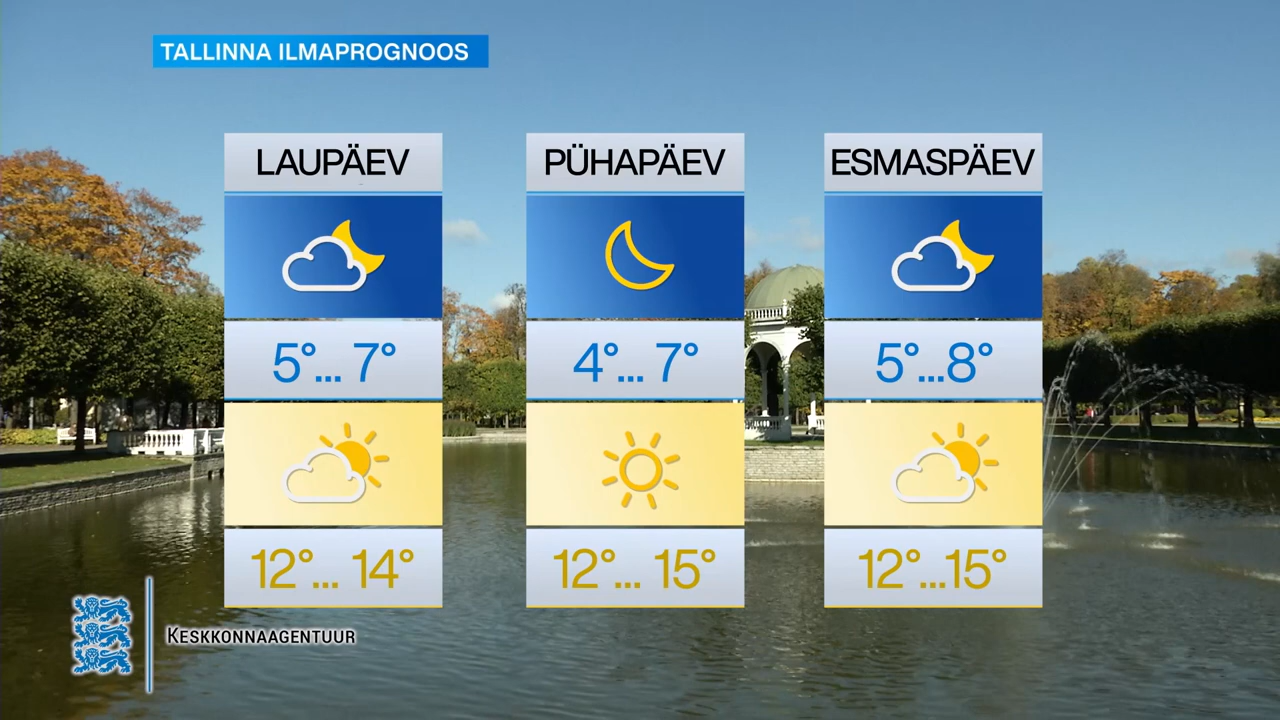 TALLINNA ILMAPROGNOOS
LAUPÄEV
5°... 7°
12°... 14°
PÜHAPÄEV
4°... 7°
12°... 15°
ESMASPÄEV
5°...8°
12°...15°
KESKKONNAAGENTUUR